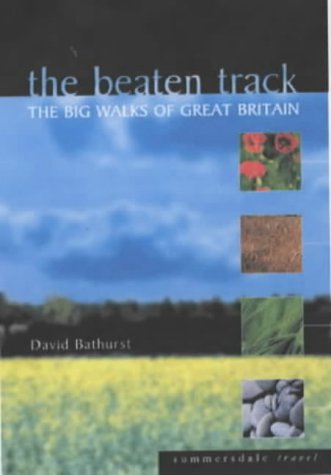 the beaten track
THE BIG WALKS OF GREAT BRITAIN
David Bathurst
summersdale travel